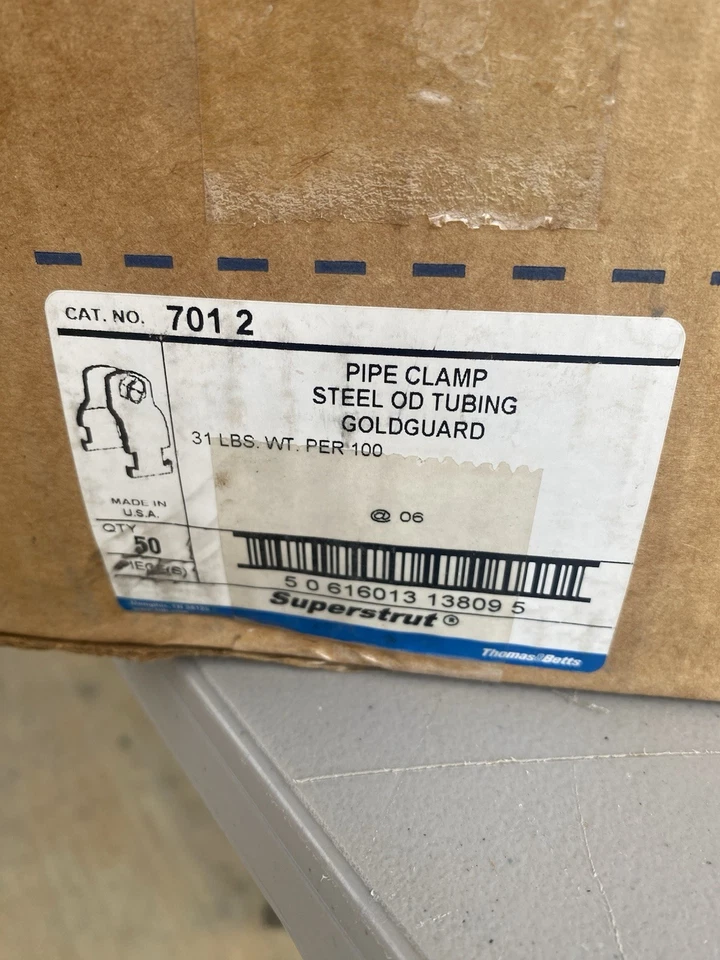 CAT. NO. 701 2
PIPE CLAMP
STEEL OD TUBING
GOLDGUARD
31 LBS. WT. PER 100
MADE IN
U.S.A.
@ 06
QTY
50
5 0 616013 13809 5
Superstrut®
Thomas&Betts